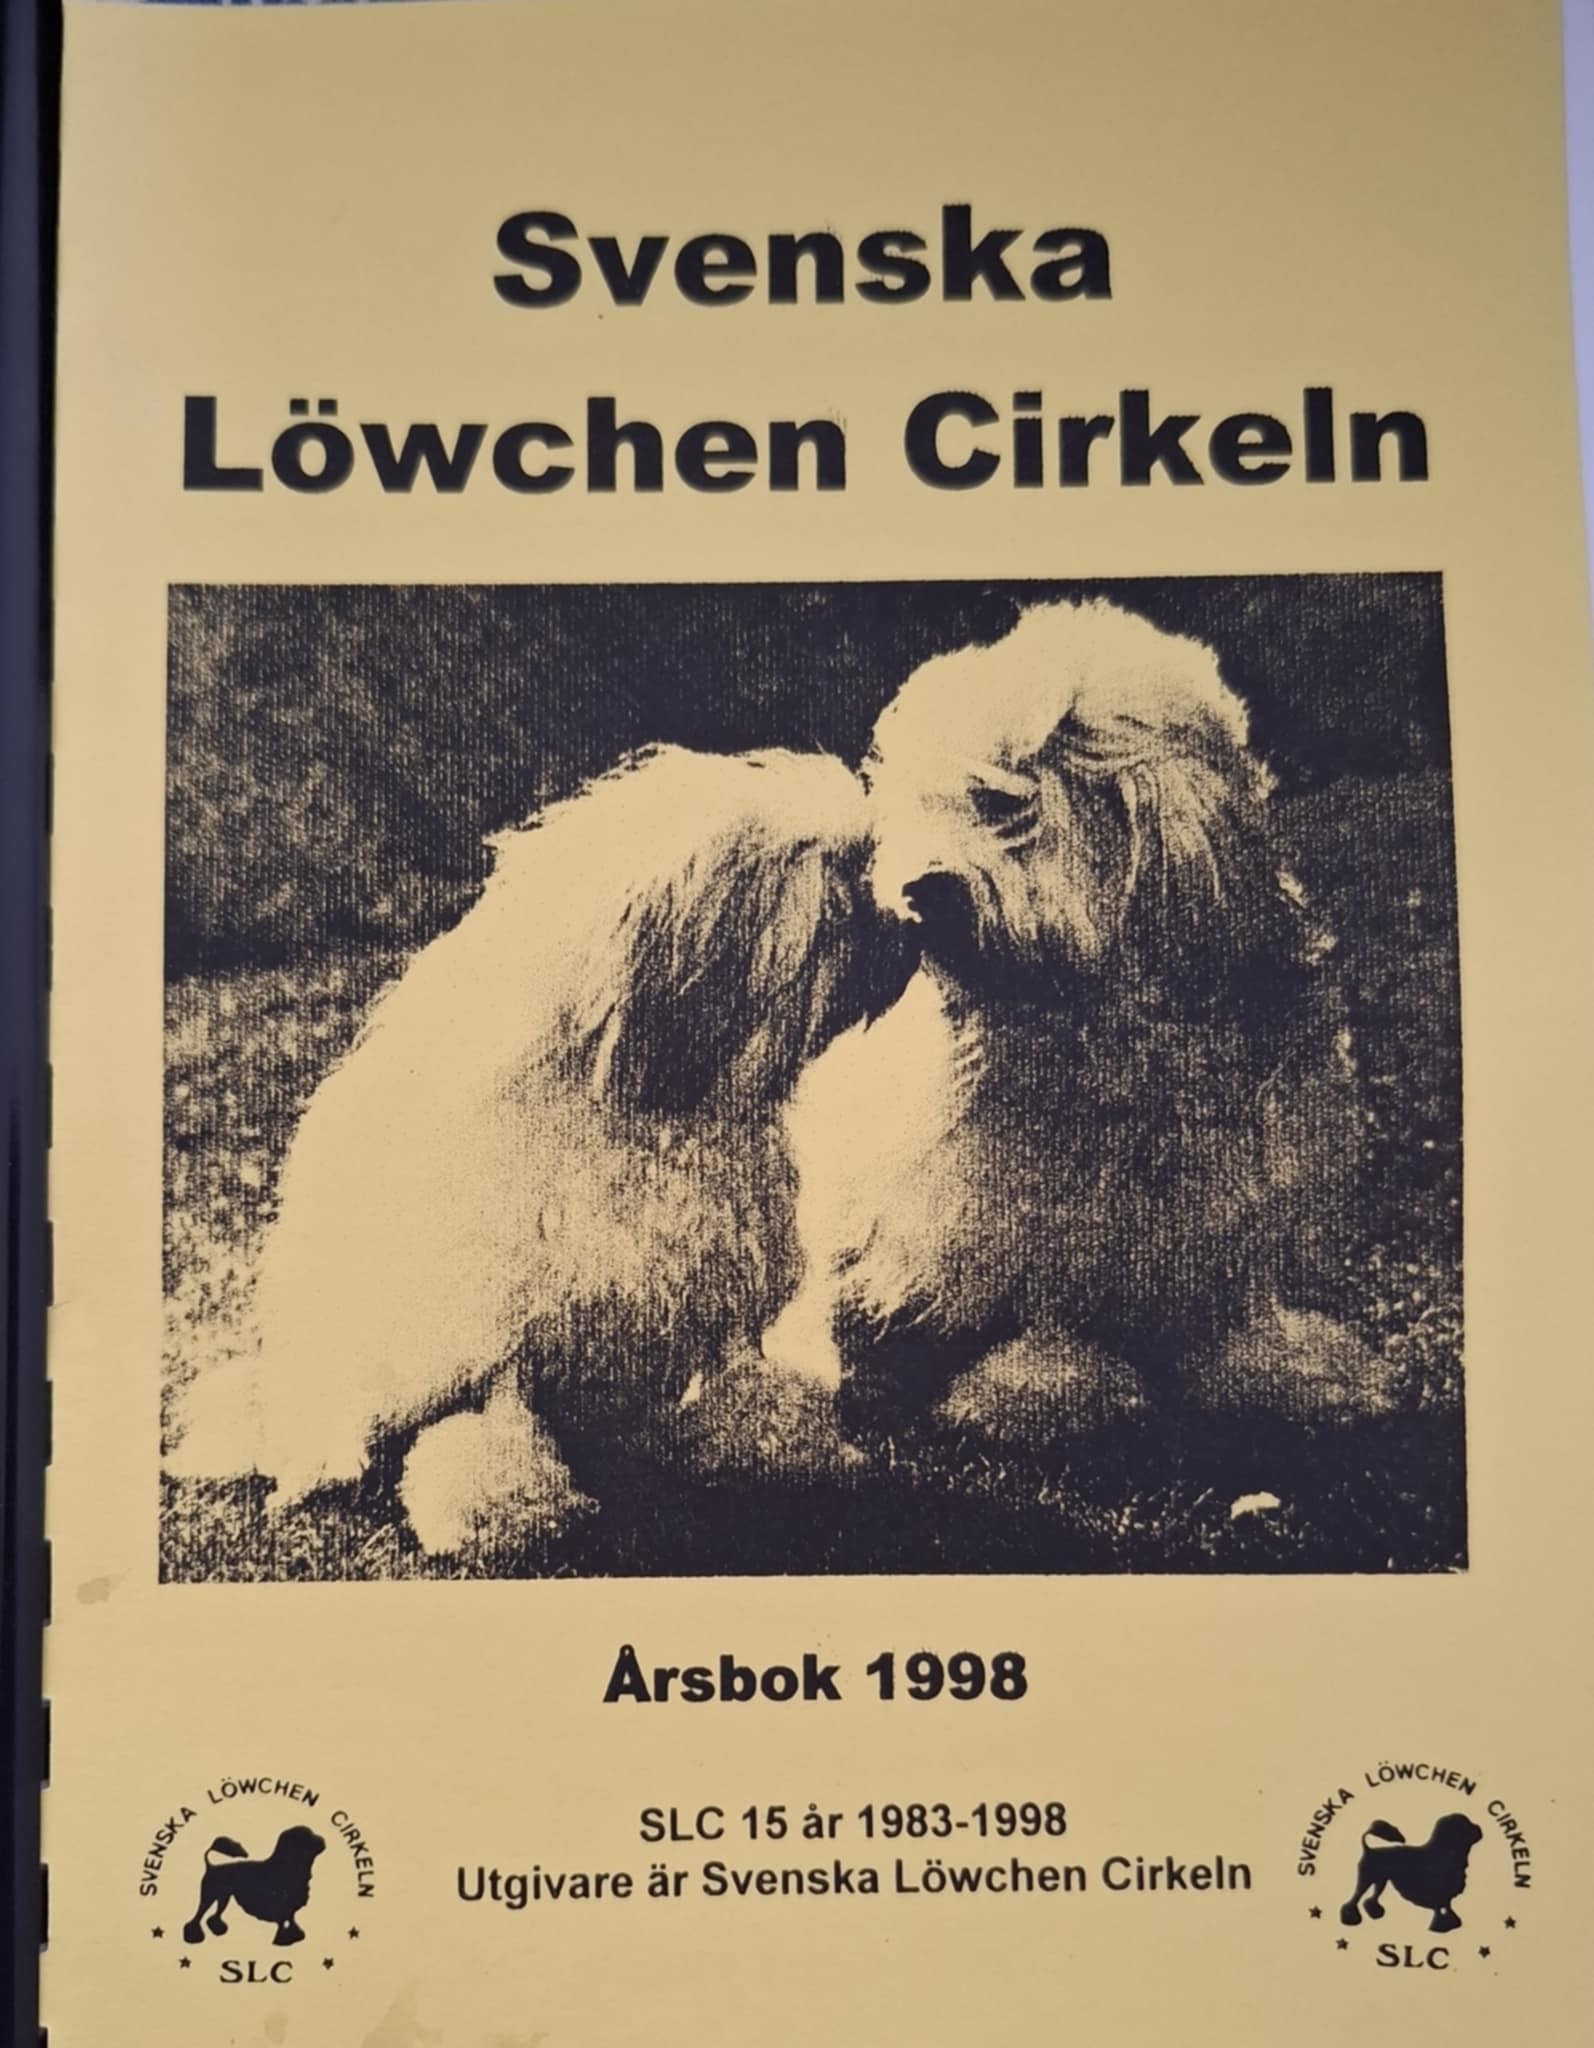 Svenska
Löwchen Cirkeln
Årsbok 1998
SLC 15 år 1983-1998
Utgivare är Svenska Löwchen Cirkeln
SVENSKA LÖWCHEN CIRKELN
SLC
SVENSKA LÖWCHEN CIRKELN
SLC